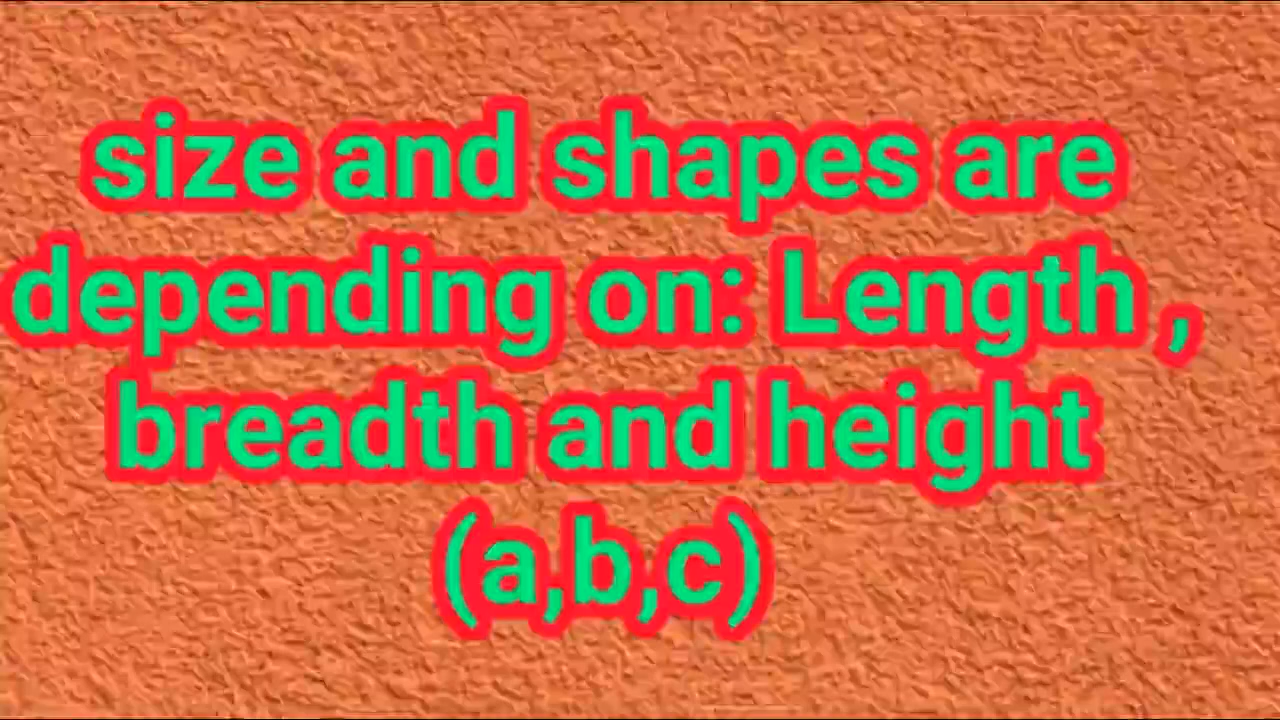 size and shapes are
depending on: Length ,
breadth and height
(a,b,c)